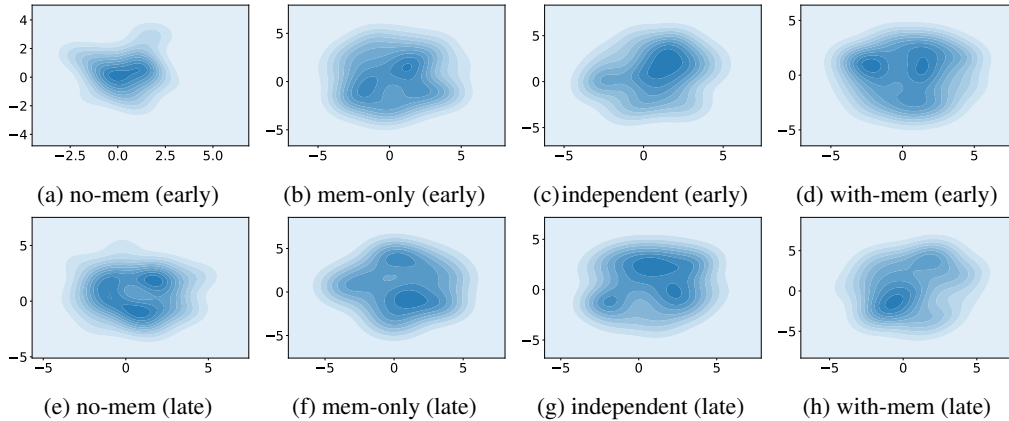 4
2
0
−2
−4
−2.5 0.0 2.5 5.0
5
0
−5
−5 0 5
5
0
−5
−5 0 5
5
0
−5
−5 0 5
(a) no-mem (early)
(b) mem-only (early)
(c) independent (early)
(d) with-mem (early)
5
0
−5
−5 0 5
5
0
−5
−5 0 5
5
0
−5
−5 0 5
5
0
−5
−5 0 5
(e) no-mem (late)
(f) mem-only (late)
(g) independent (late)
(h) with-mem (late)